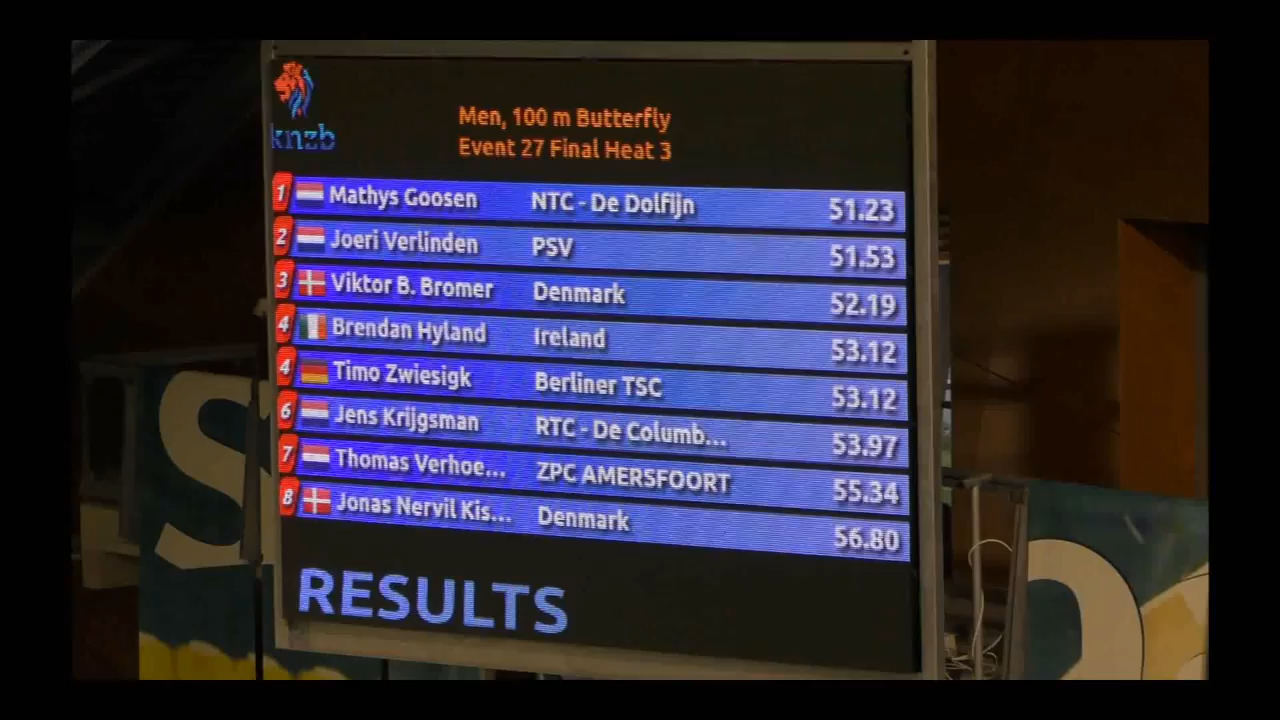 knzb
Men, 100 m Butterfly
Event 27 Final Heat 3
1 Mathys Goosen NTC - De Dolfijn 51.23
2 Joeri Verlinden PSV 51.53
3 Viktor B. Bromer Denmark 52.19
4 Brendan Hyland Ireland 53.12
4 Timo Zwiesigk Berliner TSC 53.12
6 Jens Krijgsman RTC - De Columb... 53.97
7 Thomas Verhoe... ZPC AMERSFOORT 55.34
8 Jonas Nervil Kis... Denmark 56.80
RESULTS